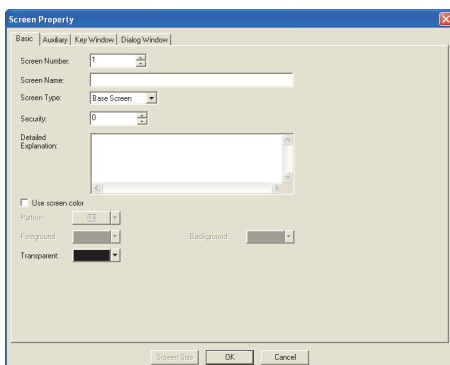 Screen Property
Basic Auxiliary Key Window Dialog Window
Screen Number: 1
Screen Name:
Screen Type: Base Screen
Security: 0
Detailed
Explanation:
Use screen color
Pattern:
Foreground: Background:
Transparent:
Screen Size OK Cancel